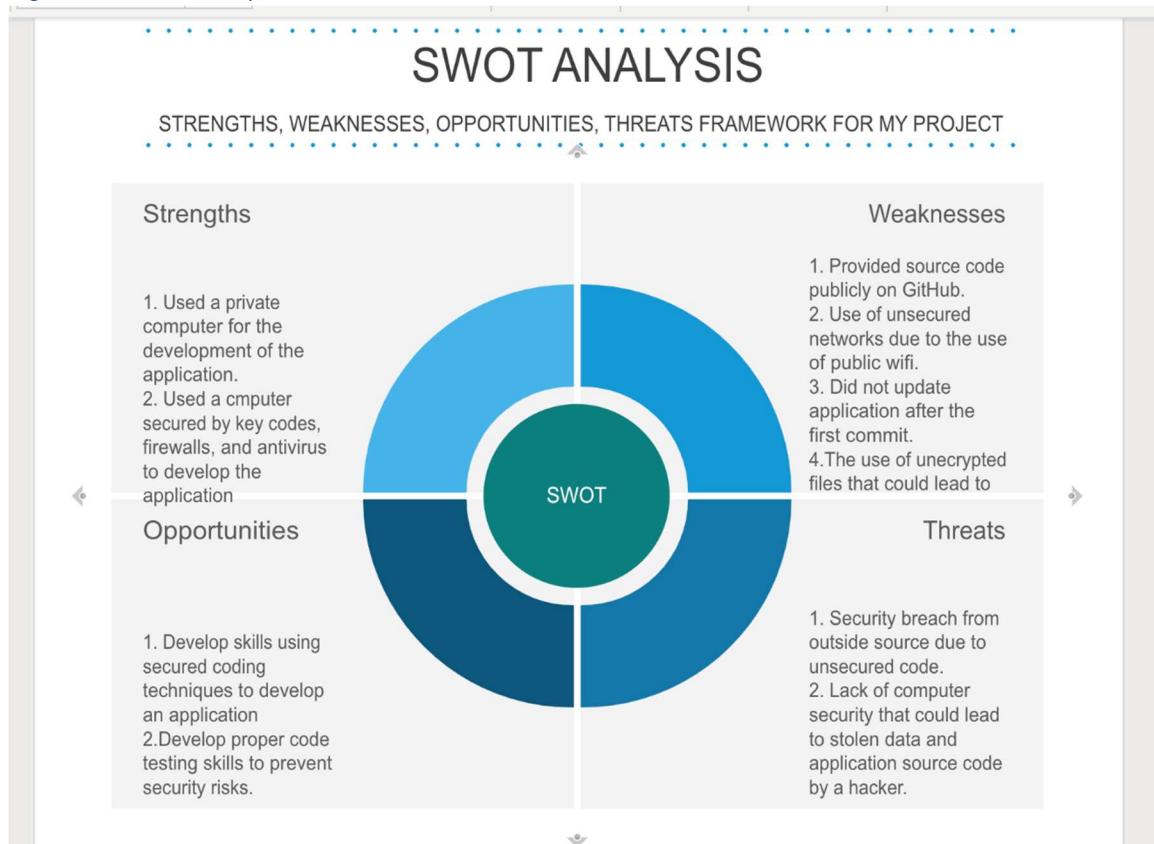 SWOT ANALYSIS
STRENGTHS, WEAKNESSES, OPPORTUNITIES, THREATS FRAMEWORK FOR MY PROJECT
Strengths
1. Used a private
computer for the
development of the
application.
2. Used a cmputer
secured by key codes,
firewalls, and antivirus
to develop the
application
Weaknesses
1. Provided source code
publicly on GitHub.
2. Use of unsecured
networks due to the use
of public wifi.
3. Did not update
application after the
first commit.
4.The use of unecrypted
files that could lead to
SWOT
Opportunities
1. Develop skills using
secured coding
techniques to develop
an application
2.Develop proper code
testing skills to prevent
security risks.
Threats
1. Security breach from
outside source due to
unsecured code.
2. Lack of computer
security that could lead
to stolen data and
application source code
by a hacker.